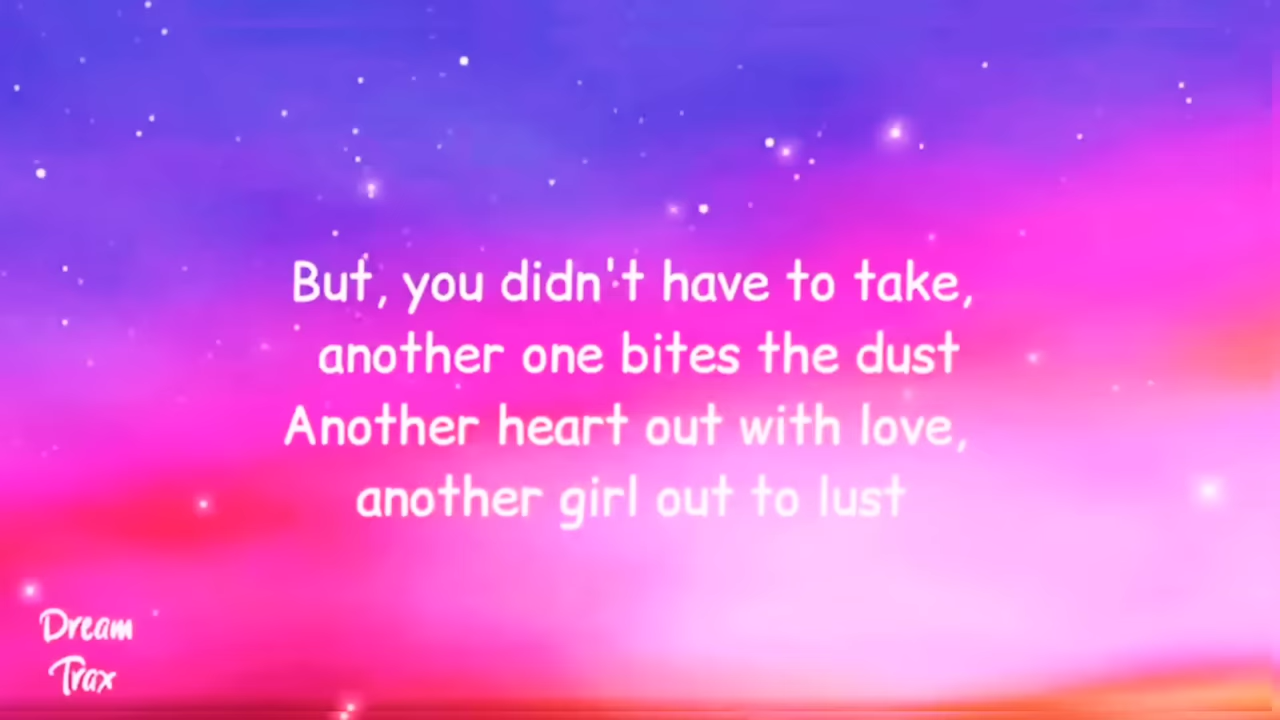 But, you didn't have to take,
another one bites the dust
Another heart out with love,
another girl out to lust
Dream
Trax